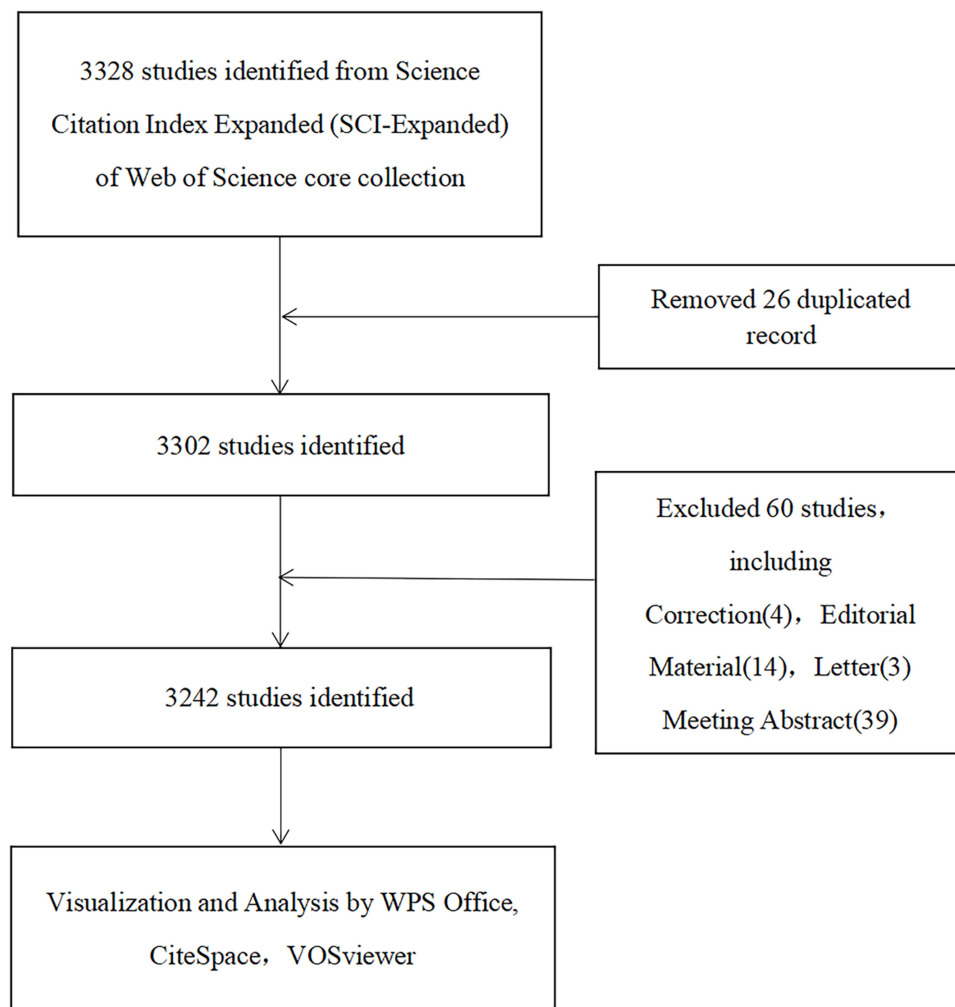 3328 studies identified from Science
Citation Index Expanded (SCI-Expanded)
of Web of Science core collection
Removed 26 duplicated
record
3302 studies identified
Excluded 60 studies，
including
Correction(4)，Editorial
Material(14)，Letter(3)
Meeting Abstract(39)
3242 studies identified
Visualization and Analysis by WPS Office,
CiteSpace，VOSviewer